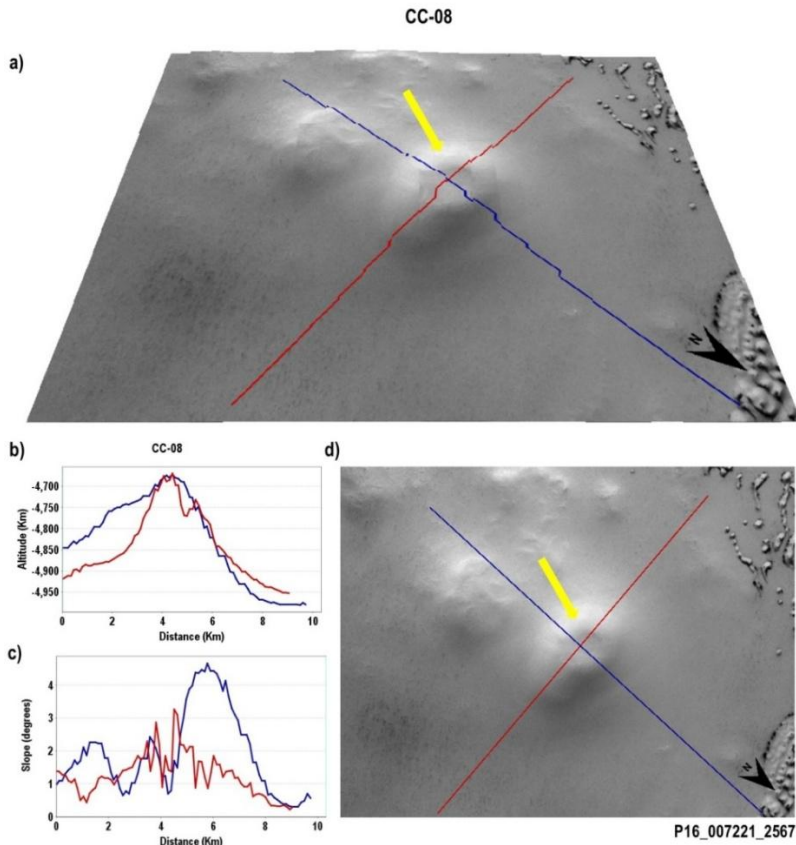 CC-08
a)
N
b)
CC-08
-4,700
-4,750
-4,800
-4,850
-4,900
-4,950
Altitude (Km)
0 2 4 6 8 10
Distance (Km)
c)
4
3
2
1
0
Slope (degrees)
0 2 4 6 8 10
Distance (Km)
d)
N
P16_007221_2567